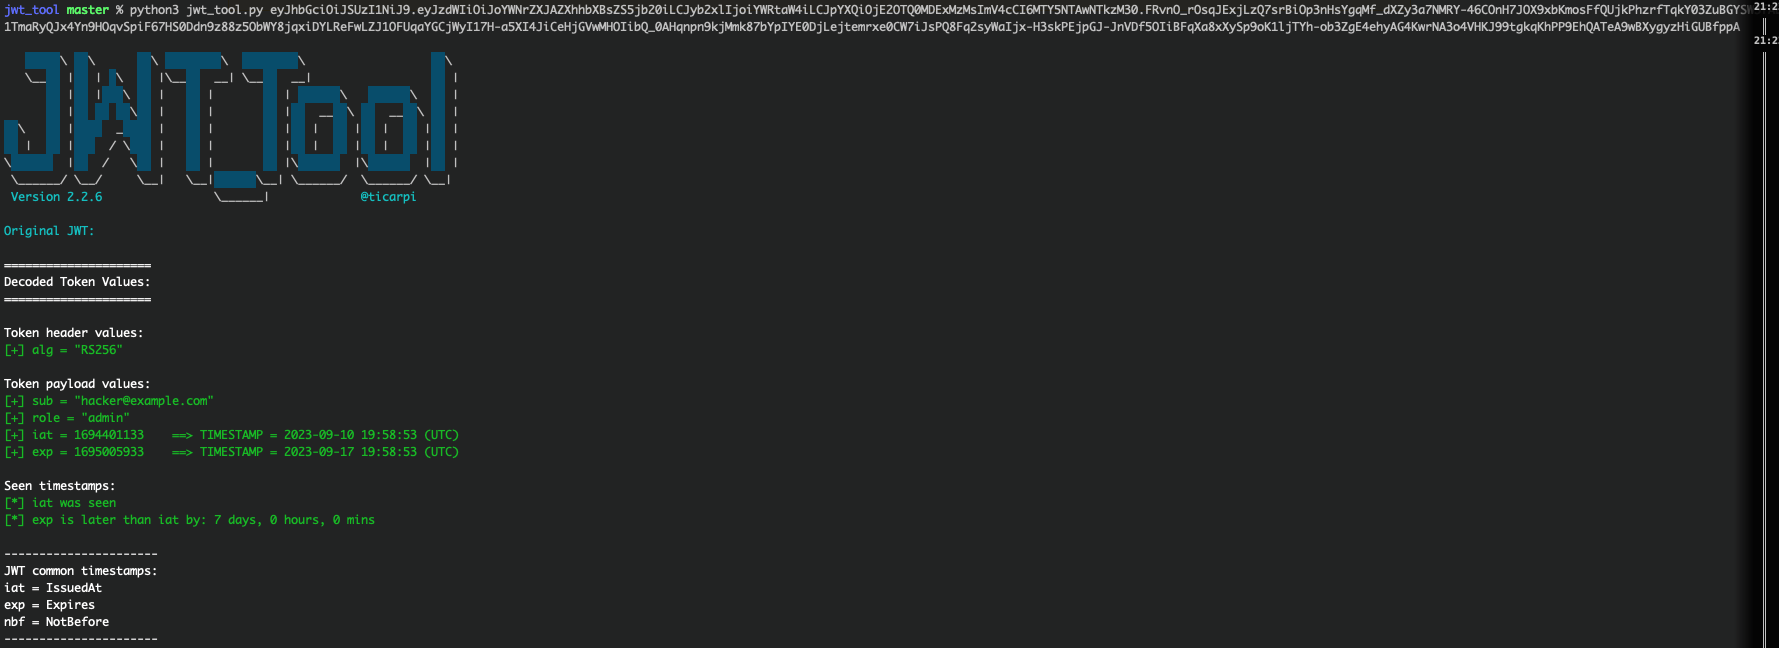 jwt_tool master % python3 jwt_tool.py eyJhbGciOiJSUzI1NiJ9.eyJzdWIiOiJoYWNrZXJAZXhhbXBsZS5jb20iLCJyb2xlIjoiYWRtaW4iLCJpYXQiOjE2OTQ0MDExMzMsImV4cCI6MTY5NTAwNTkzM30.FRvnO_rOsqJExjLzQ7srBiOp3nHsYgqMf_dXZy3a7NMRY-46COnH7JOX9xbKmosFfQUjkPhzrfTqkY03ZuBGYSW
1TmaRyQJx4Yn9HOqvSpiF67HS0Ddn9z88z5ObWY8jqxiDYLReFwLZJ1OFUqaYGCjWyI17H-a5XI4JiCeHjGVwMHOIibQ_0AHqnpn9kjMmk87bYpIYE0DjLejtemrxe0CW7iJsPQ8Fq2syWaIjx-H3skPEjpGJ-JnVDf5OIiBFqXa8xXySp9oK1ljTYh-ob3ZgE4ehyAG4KwrNA3o4VHKJ99tgkqKhPP9EhQATeA9wBXygyzHiGUBfppA
21:2
21:2
JWT_Tool
Version 2.2.6 @ticarpi
Original JWT:
=====================
Decoded Token Values:
=====================
Token header values:
[+] alg = "RS256"
Token payload values:
[+] sub = "hacker@example.com"
[+] role = "admin"
[+] iat = 1694401133 ==> TIMESTAMP = 2023-09-10 19:58:53 (UTC)
[+] exp = 1695005933 ==> TIMESTAMP = 2023-09-17 19:58:53 (UTC)
Seen timestamps:
[*] iat was seen
[*] exp is later than iat by: 7 days, 0 hours, 0 mins
----------------------
JWT common timestamps:
iat = IssuedAt
exp = Expires
nbf = NotBefore
----------------------